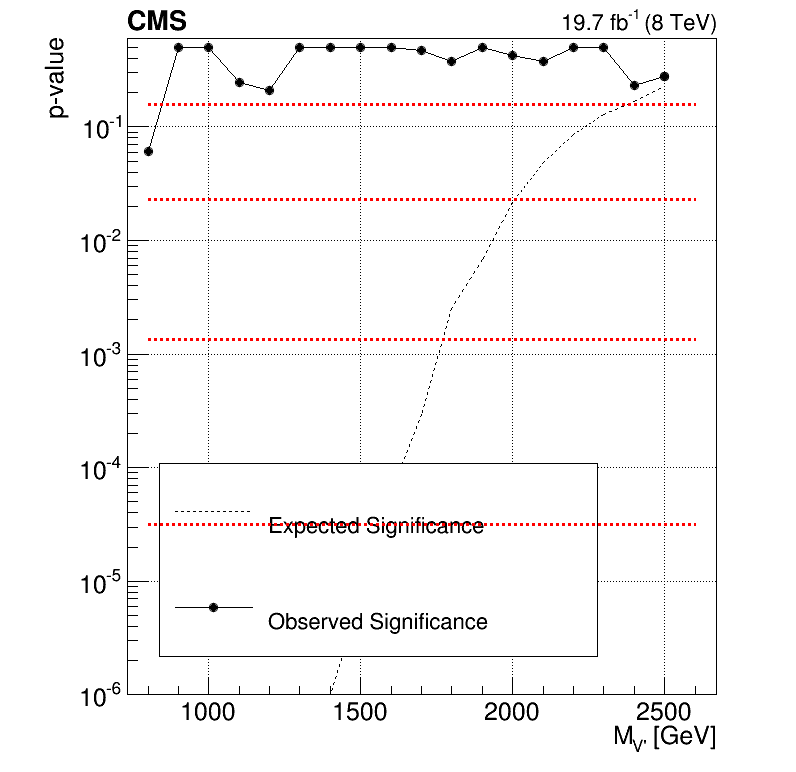 CMS 19.7 fb⁻¹ (8 TeV)
p-value
10⁻¹
10⁻²
10⁻³
10⁻⁴
Expected Significance
10⁻⁵
Observed Significance
10⁻⁶
1000 1500 2000 2500
M_V' [GeV]